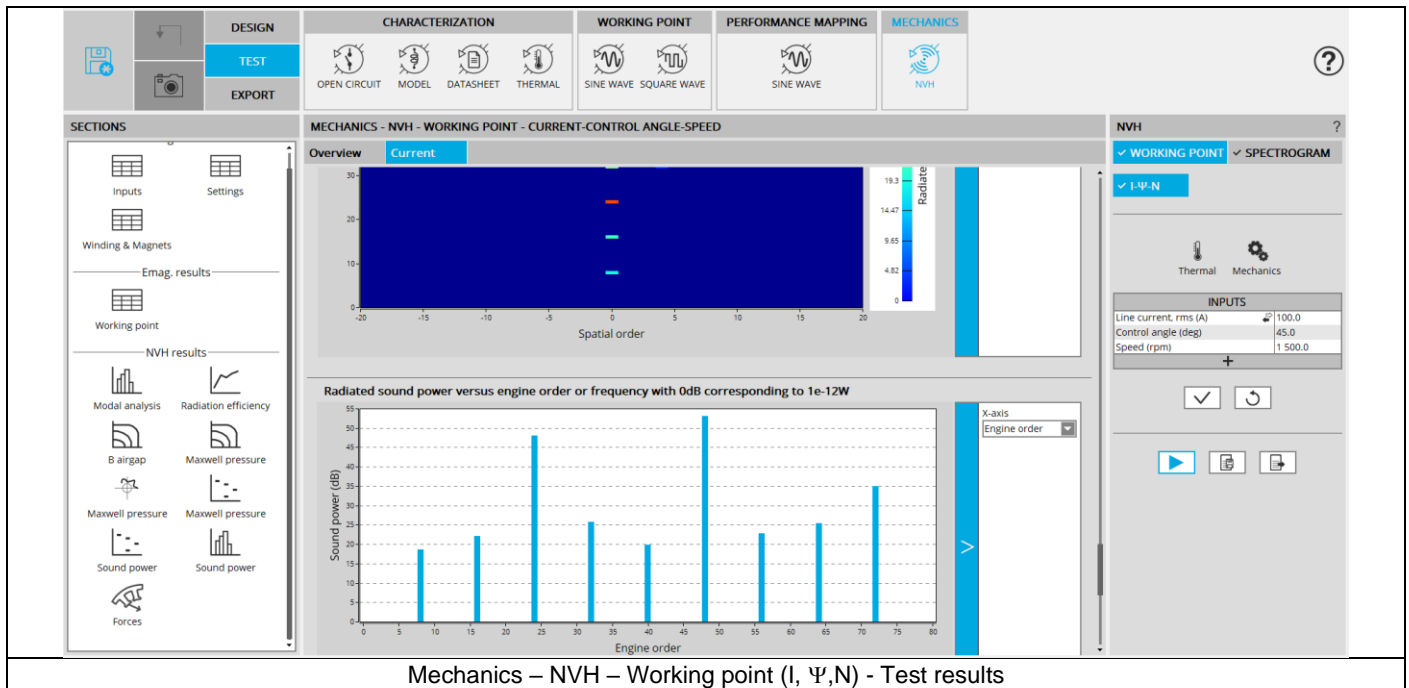 DESIGN
TEST
EXPORT
CHARACTERIZATION
OPEN CIRCUIT MODEL DATASHEET THERMAL
WORKING POINT
SINE WAVE SQUARE WAVE
PERFORMANCE MAPPING
SINE WAVE
MECHANICS
NVH
?
SECTIONS
Inputs Settings
Winding & Magnets
Emag. results
Working point
NVH results
Modal analysis Radiation efficiency
B airgap Maxwell pressure
Maxwell pressure Maxwell pressure
Sound power Sound power
Forces
MECHANICS - NVH - WORKING POINT - CURRENT-CONTROL ANGLE-SPEED
Overview Current
30
20
10
0
-20 -15 -10 -5 0 5 10 15 20
Spatial order
19.3
14.47
9.65
4.82
0
Radiate
Radiated sound power versus engine order or frequency with 0dB corresponding to 1e-12W
Sound power (dB)
55
50
45
40
35
30
25
20
15
10
5
0
0 5 10 15 20 25 30 35 40 45 50 55 60 65 70 75 80
Engine order
>
X-axis
Engine order
NVH ?
WORKING POINT SPECTROGRAM
I-Ψ-N
Thermal Mechanics
INPUTS
Line current, rms (A) 100.0
Control angle (deg) 45.0
Speed (rpm) 1 500.0
+
Mechanics – NVH – Working point (I, Ψ,N) - Test results